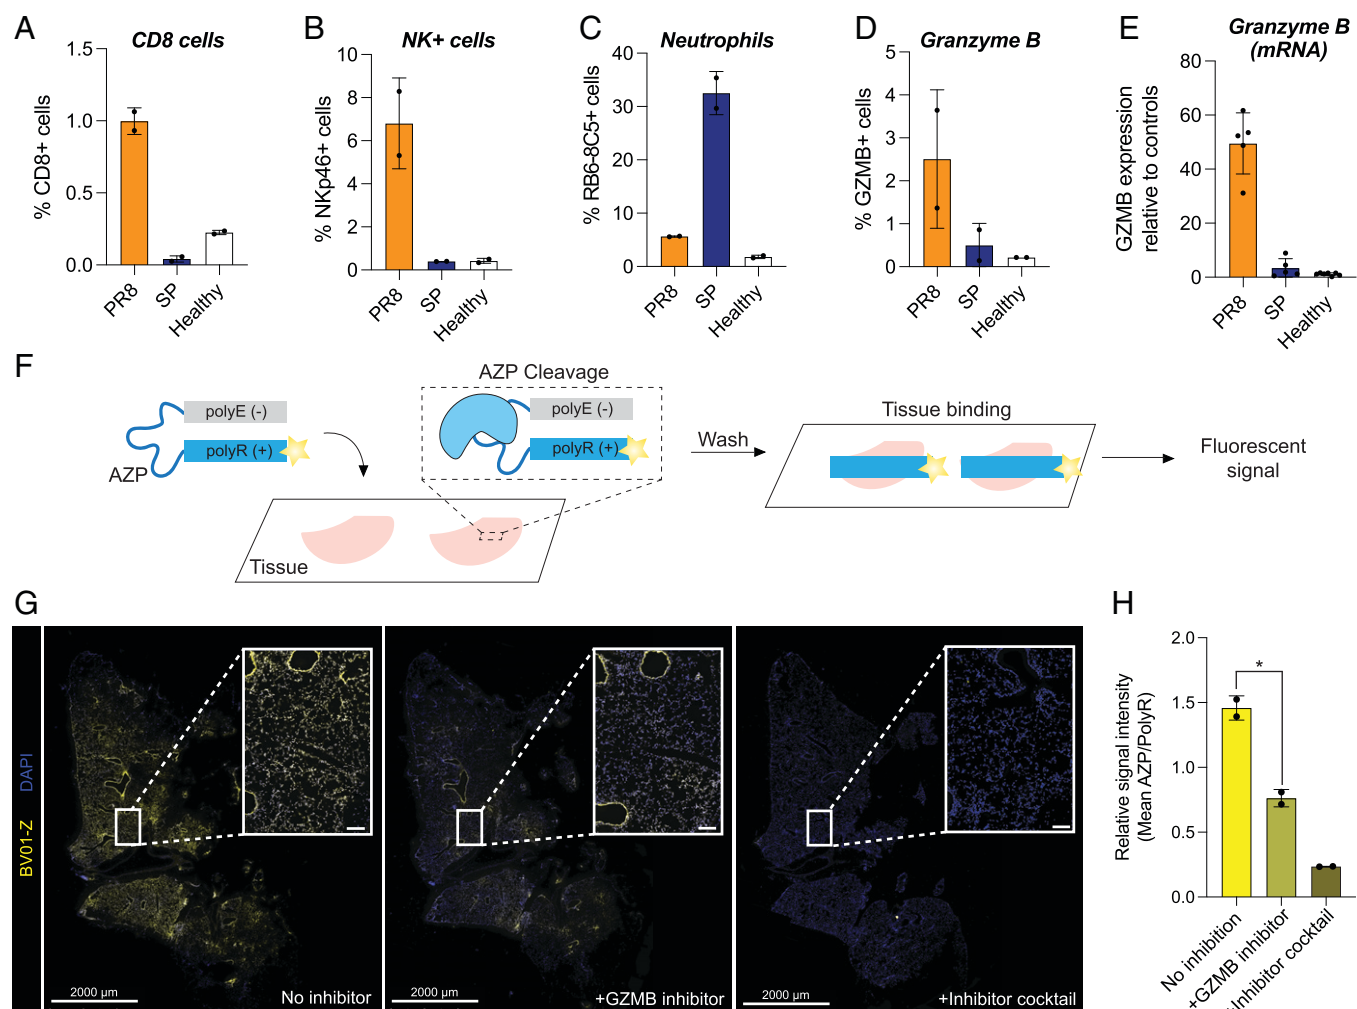 A
CD8 cells
% CD8+ cells
1.5
1.0
0.5
0.0
PR8
SP
Healthy
B
NK+ cells
% NKp46+ cells
10
8
6
4
2
0
PR8
SP
Healthy
C
Neutrophils
% RB6-8C5+ cells
40
30
20
10
0
PR8
SP
Healthy
D
Granzyme B
% GZMB+ cells
5
4
3
2
1
0
PR8
SP
Healthy
E
Granzyme B
(mRNA)
GZMB expression
relative to controls
80
60
40
20
0
PR8
SP
Healthy
F
polyE (-)
polyR (+)
AZP
Tissue
AZP Cleavage
polyE (-)
polyR (+)
Wash
Tissue binding
Fluorescent
signal
G
BV01-Z DAPI
2000 µm
No inhibitor
2000 µm
+GZMB inhibitor
2000 µm
+Inhibitor cocktail
H
Relative signal intensity
(Mean AZP/PolyR)
2.0
1.5
1.0
0.5
0.0
*
No inhibition
+GZMB inhibitor
Inhibitor cocktail